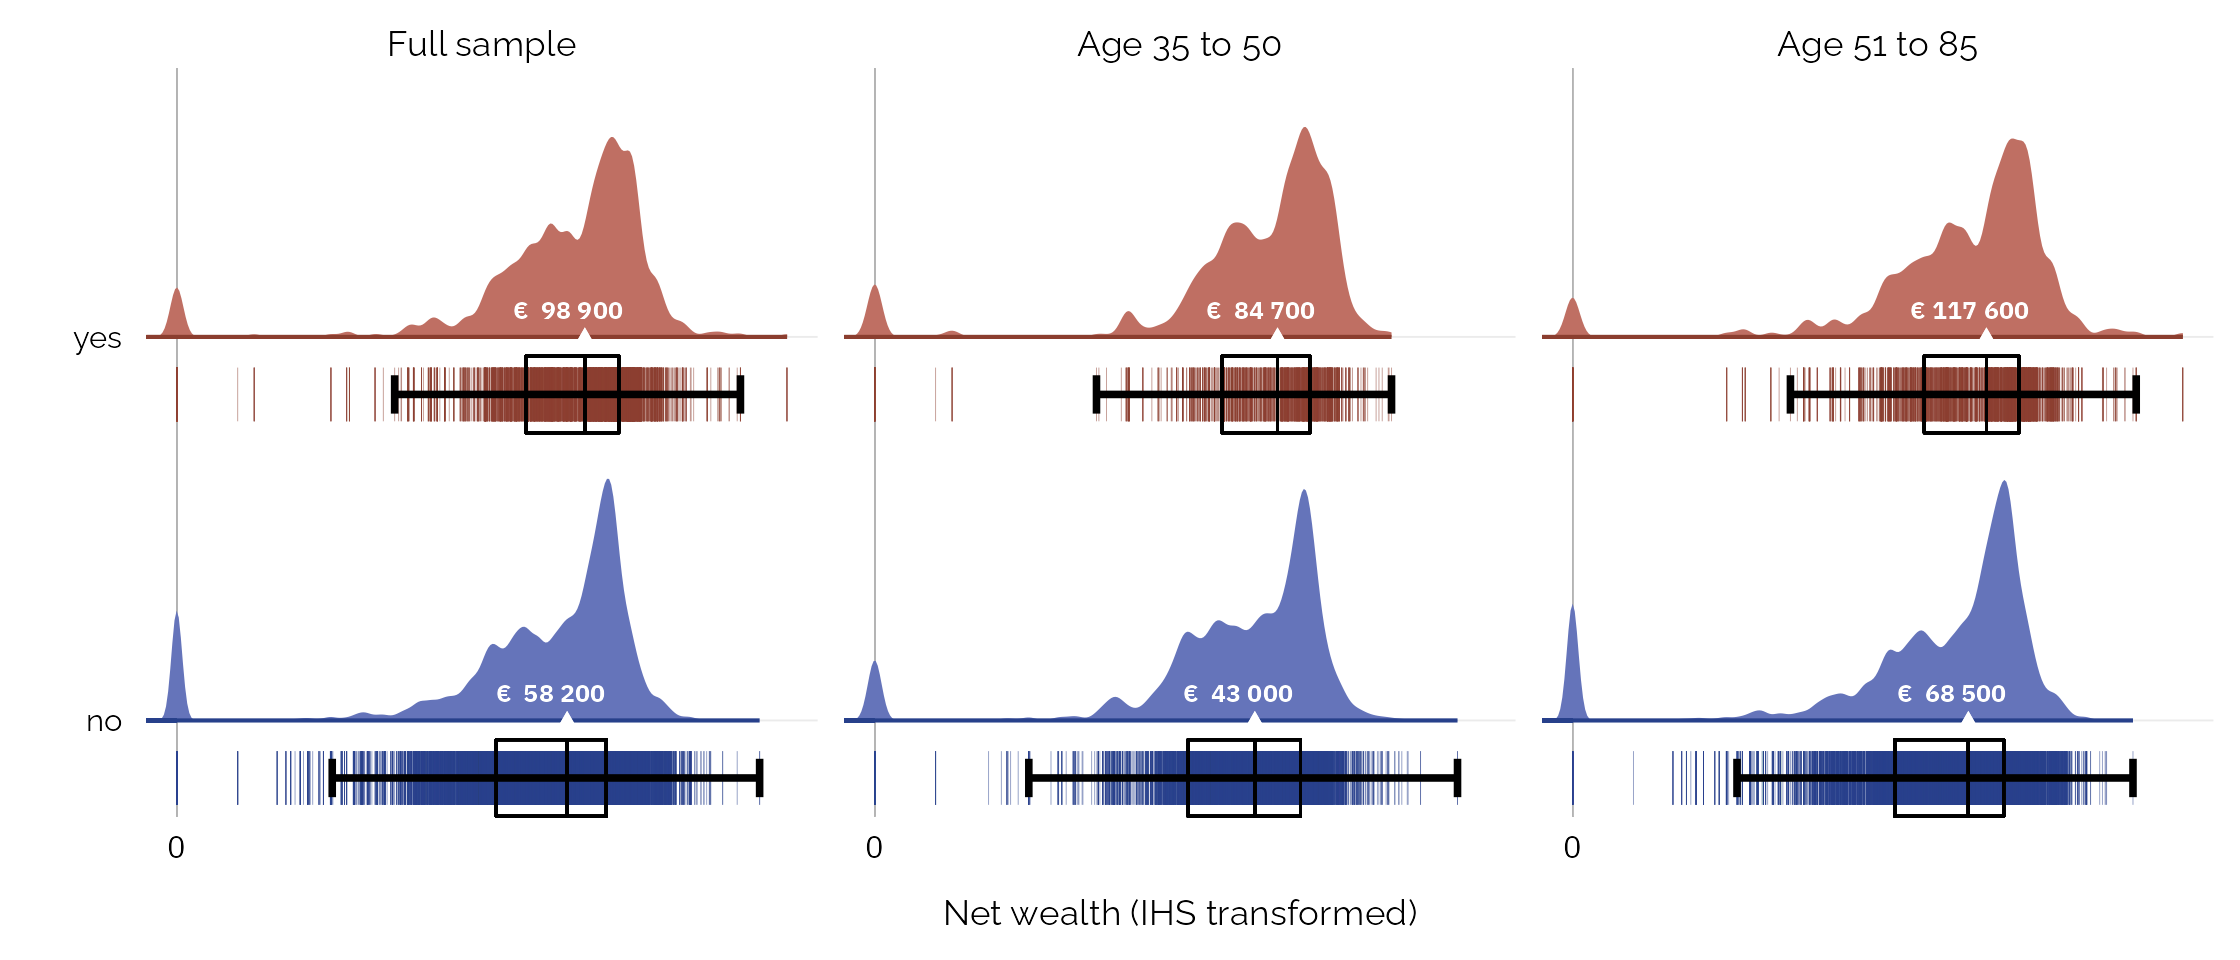 Full sample
Age 35 to 50
Age 51 to 85
yes
€ 98 900
€ 84 700
€ 117 600
no
€ 58 200
€ 43 000
€ 68 500
0
0
0
Net wealth (IHS transformed)